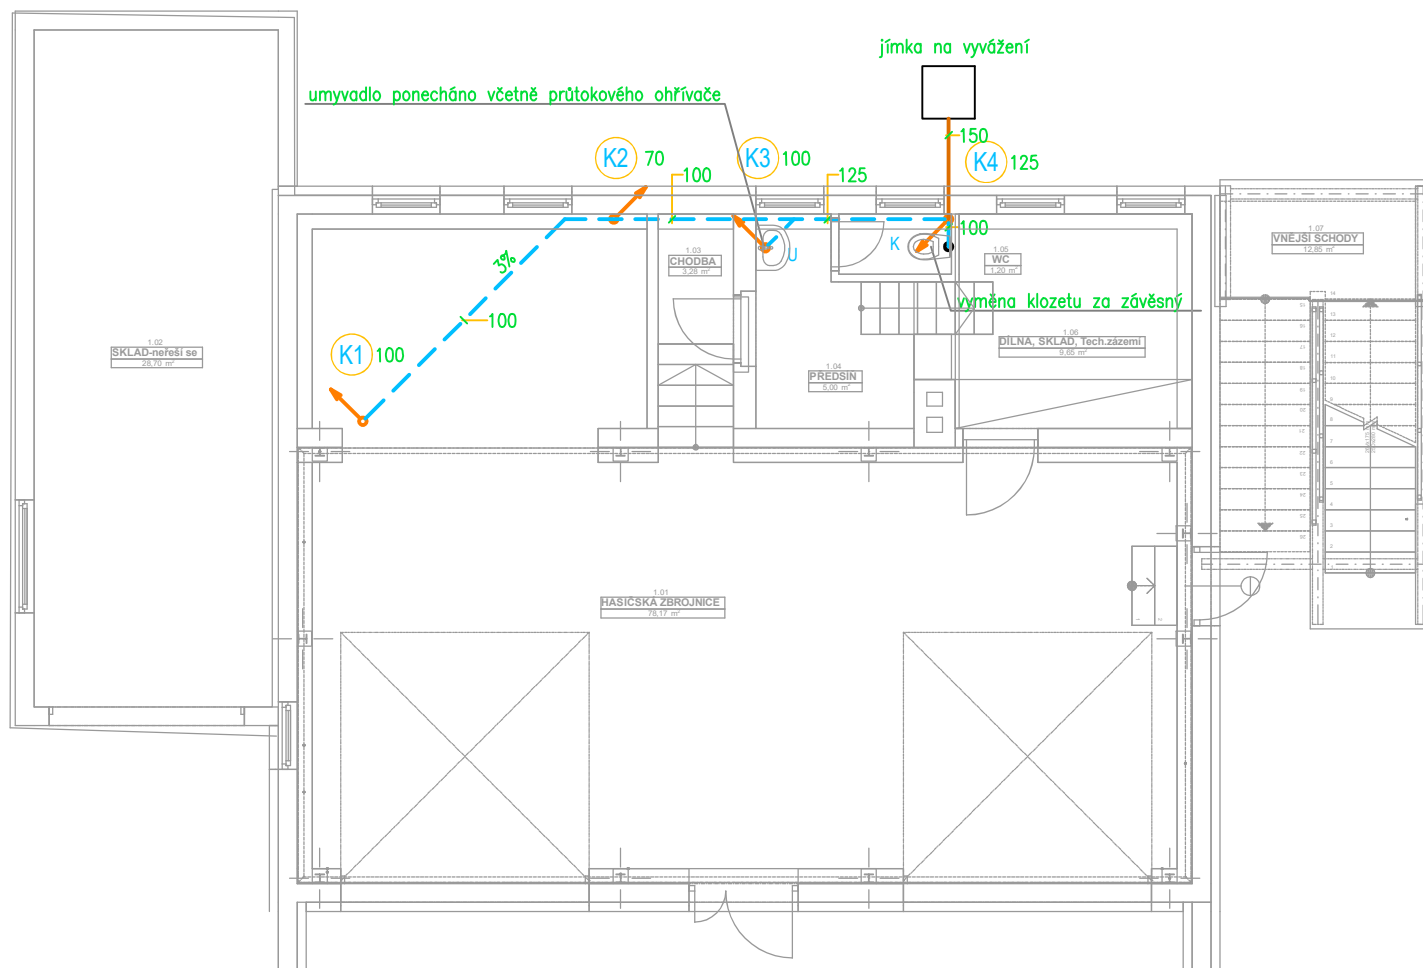 jímka na vyvážení
umyvadlo ponecháno včetně průtokového ohřívače
150
K2 70
K3 100
K4 125
100
125
100
K
U
3%
1.03
CHODBA
3,28 m²
1.05
WC
1,20 m²
1.07
VNĚJŠÍ SCHODY
12,85 m²
výměna klozetu za závěsný
100
1.06
DÍLNA, SKLAD, Tech.zázemí
9,65 m²
1.02
SKLAD-neřeší se
28,70 m²
K1 100
1.04
PŘEDSÍŇ
5,00 m²
1.01
HASIČSKÁ ZBROJNICE
78,17 m²